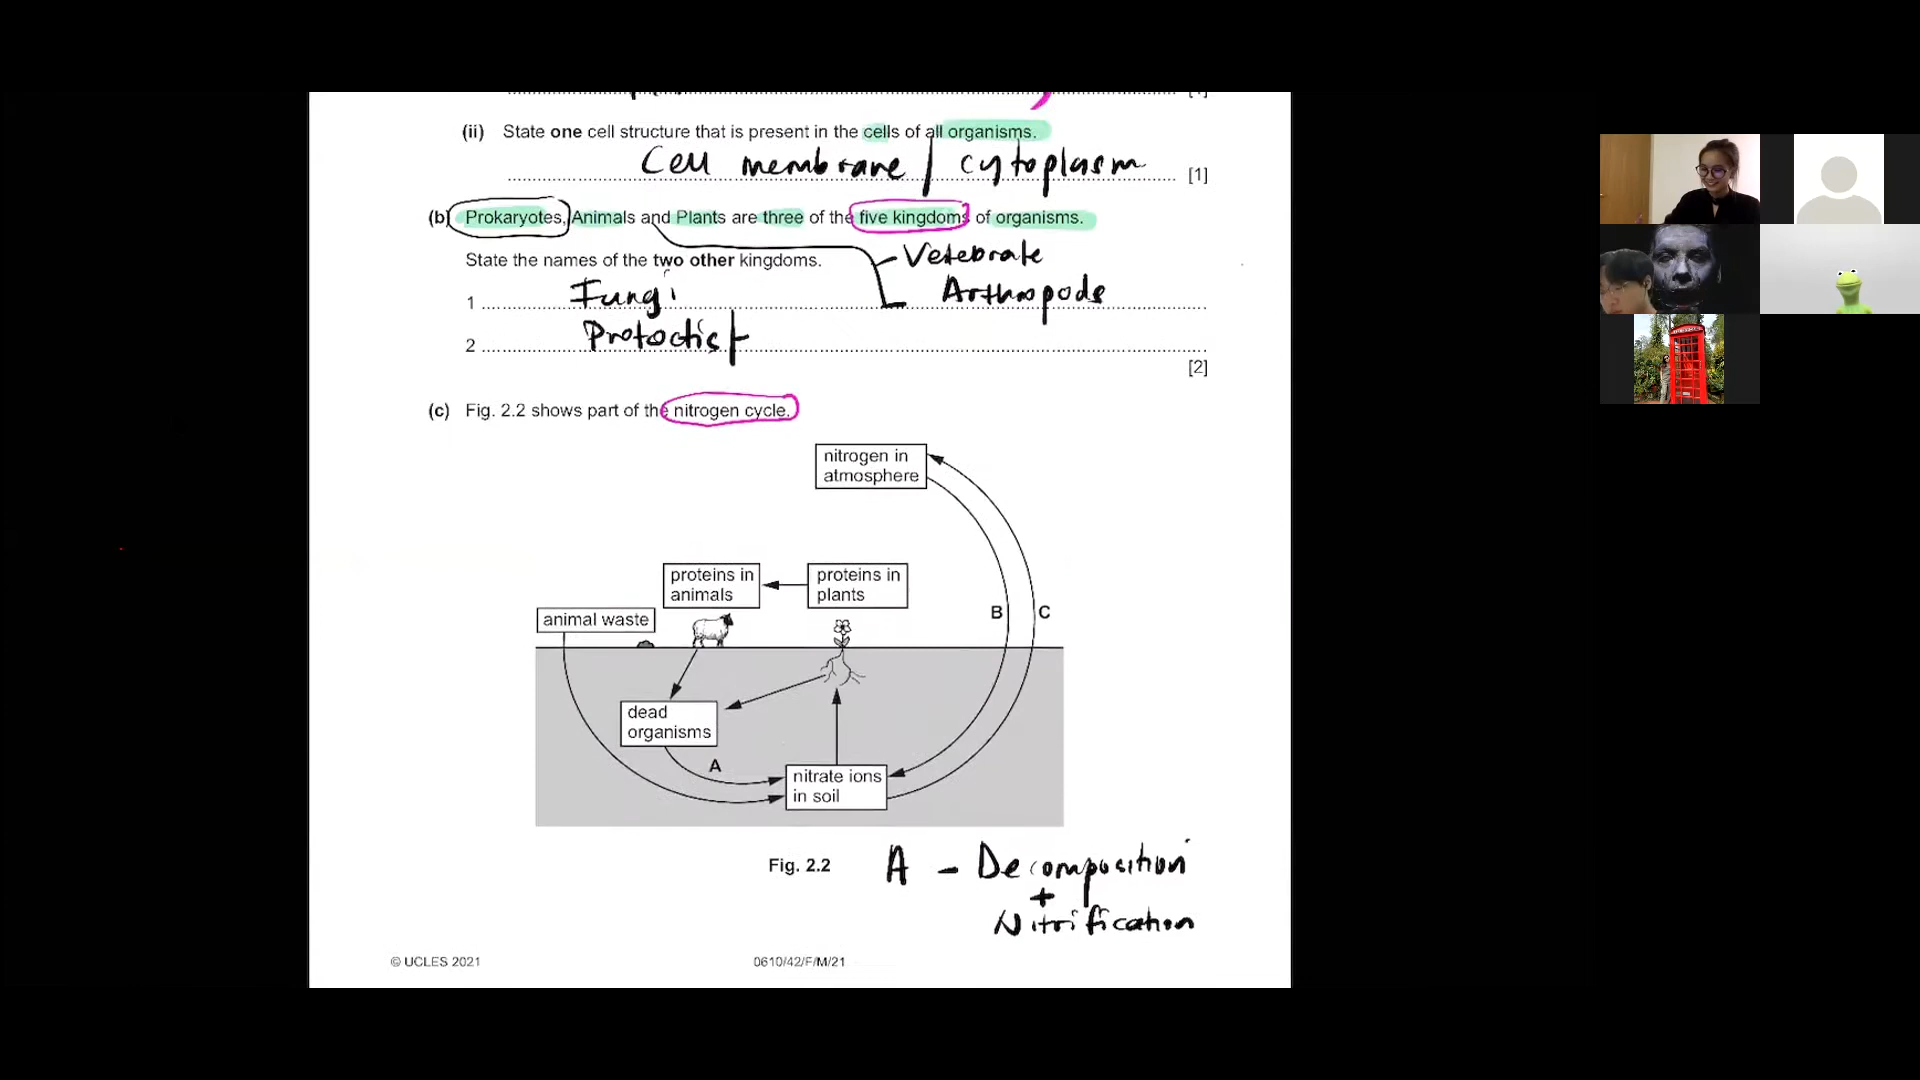 (ii) State one cell structure that is present in the cells of all organisms.
Cell membrane / cytoplasm [1]
(b) Prokaryotes, Animals and Plants are three of the five kingdoms of organisms.
Vetebrate
State the names of the two other kingdoms.
1 Fungi
Arthropods
2 Protoctist
[2]
(c) Fig. 2.2 shows part of the nitrogen cycle.
nitrogen in
atmosphere
proteins in
animals
proteins in
plants
animal waste
B
C
dead
organisms
A
nitrate ions
in soil
Fig. 2.2
A - Decomposition
+
Nitrification
© UCLES 2021
0610/42/F/M/21